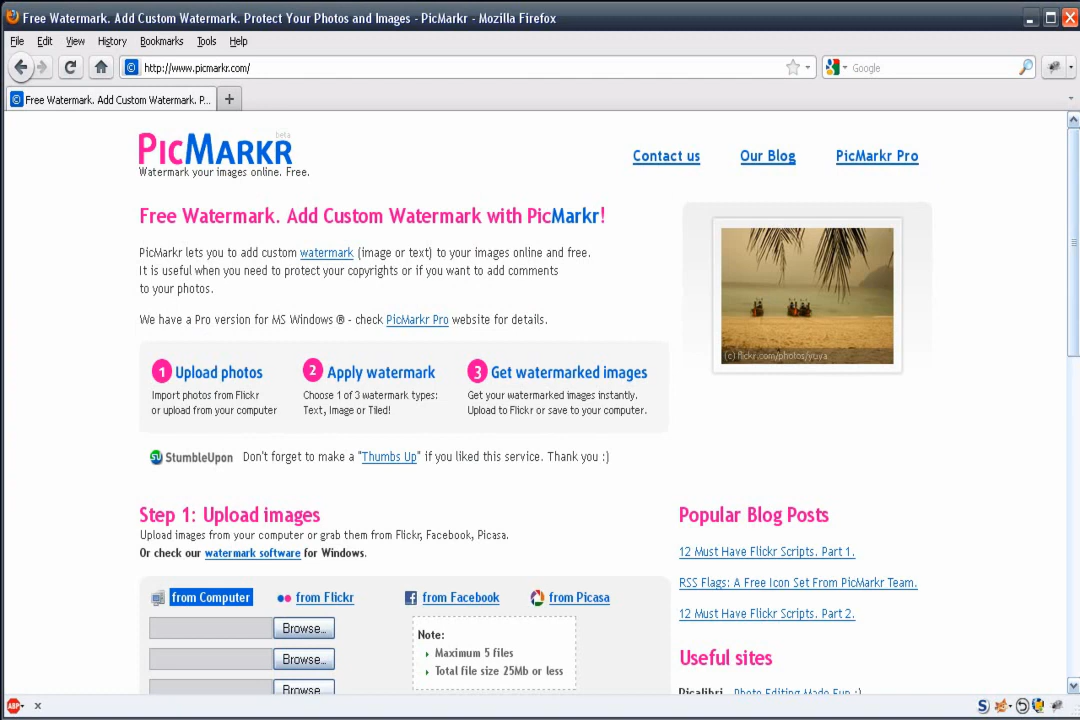 Free Watermark. Add Custom Watermark. Protect Your Photos and Images - PicMarkr - Mozilla Firefox
File Edit View History Bookmarks Tools Help
http://www.picmarkr.com/
Google
Free Watermark. Add Custom Watermark. P...
PicMarkr
beta
Watermark your images online. Free.
Contact us
Our Blog
PicMarkr Pro
Free Watermark. Add Custom Watermark with PicMarkr!
PicMarkr lets you to add custom watermark (image or text) to your images online and free.
It is useful when you need to protect your copyrights or if you want to add comments
to your photos.
We have a Pro version for MS Windows ® - check PicMarkr Pro website for details.
(c) flickr.com/photos/yuya
1 Upload photos
Import photos from Flickr
or upload from your computer
2 Apply watermark
Choose 1 of 3 watermark types:
Text, Image or Tiled!
3 Get watermarked images
Get your watermarked images instantly.
Upload to Flickr or save to your computer.
StumbleUpon Don't forget to make a "Thumbs Up" if you liked this service. Thank you :)
Step 1: Upload images
Upload images from your computer or grab them from Flickr, Facebook, Picasa.
Or check our watermark software for Windows.
from Computer
from Flickr
from Facebook
from Picasa
Browse...
Browse...
Browse...
Note:
Maximum 5 files
Total file size 25Mb or less
Popular Blog Posts
12 Must Have Flickr Scripts. Part 1.
RSS Flags: A Free Icon Set From PicMarkr Team.
12 Must Have Flickr Scripts. Part 2.
Useful sites
Picalibri - Photo Editing Made Fun :)
ABP